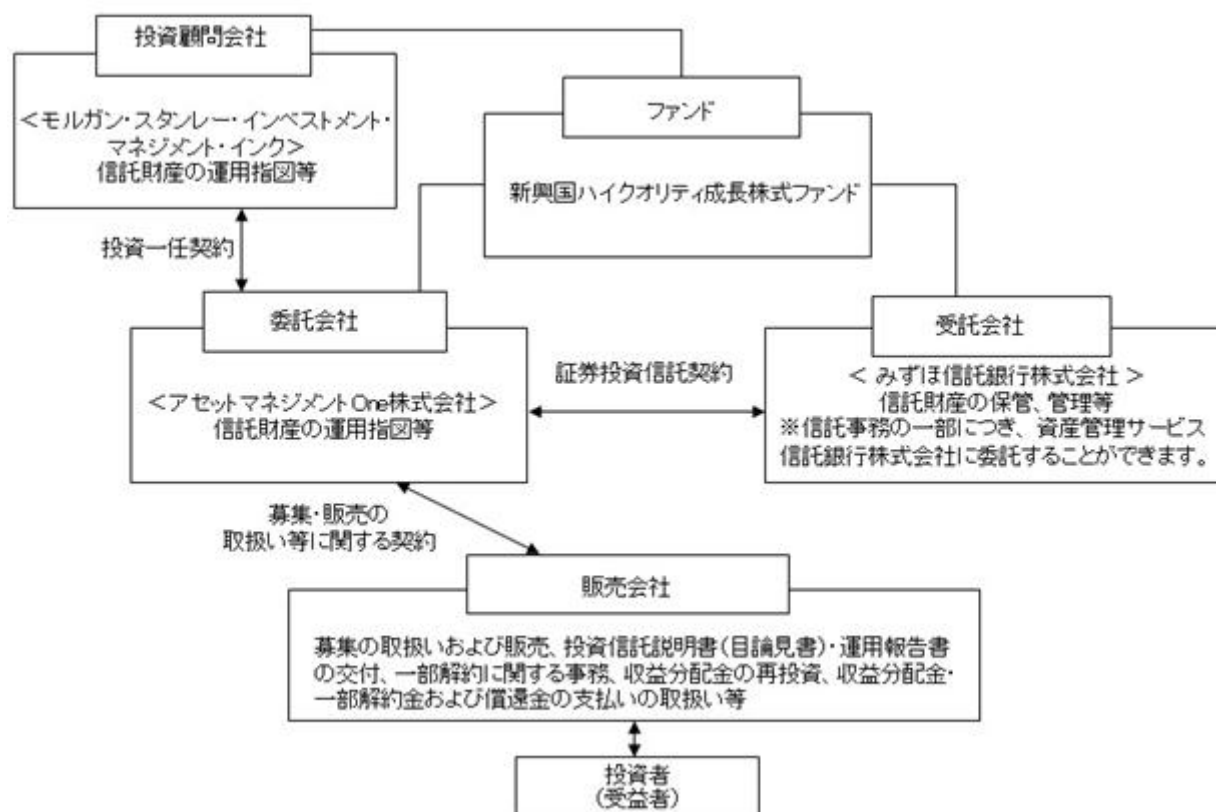 投資顧問会社
<モルガン・スタンレー・インベストメント・
マネジメント・インク>
信託財産の運用指図等
ファンド
新興国ハイクオリティ成長株式ファンド
投資一任契約
委託会社
<アセットマネジメントOne株式会社>
信託財産の運用指図等
証券投資信託契約
受託会社
< みずほ信託銀行株式会社 >
信託財産の保管、管理等
※信託事務の一部につき、資産管理サービス
信託銀行株式会社に委託することができます。
募集・販売の
取扱い等に関する契約
販売会社
募集の取扱いおよび販売、投資信託説明書(目論見書)・運用報告書
の交付、一部解約に関する事務、収益分配金の再投資、収益分配金・
一部解約金および償還金の支払いの取扱い等
投資者
(受益者)